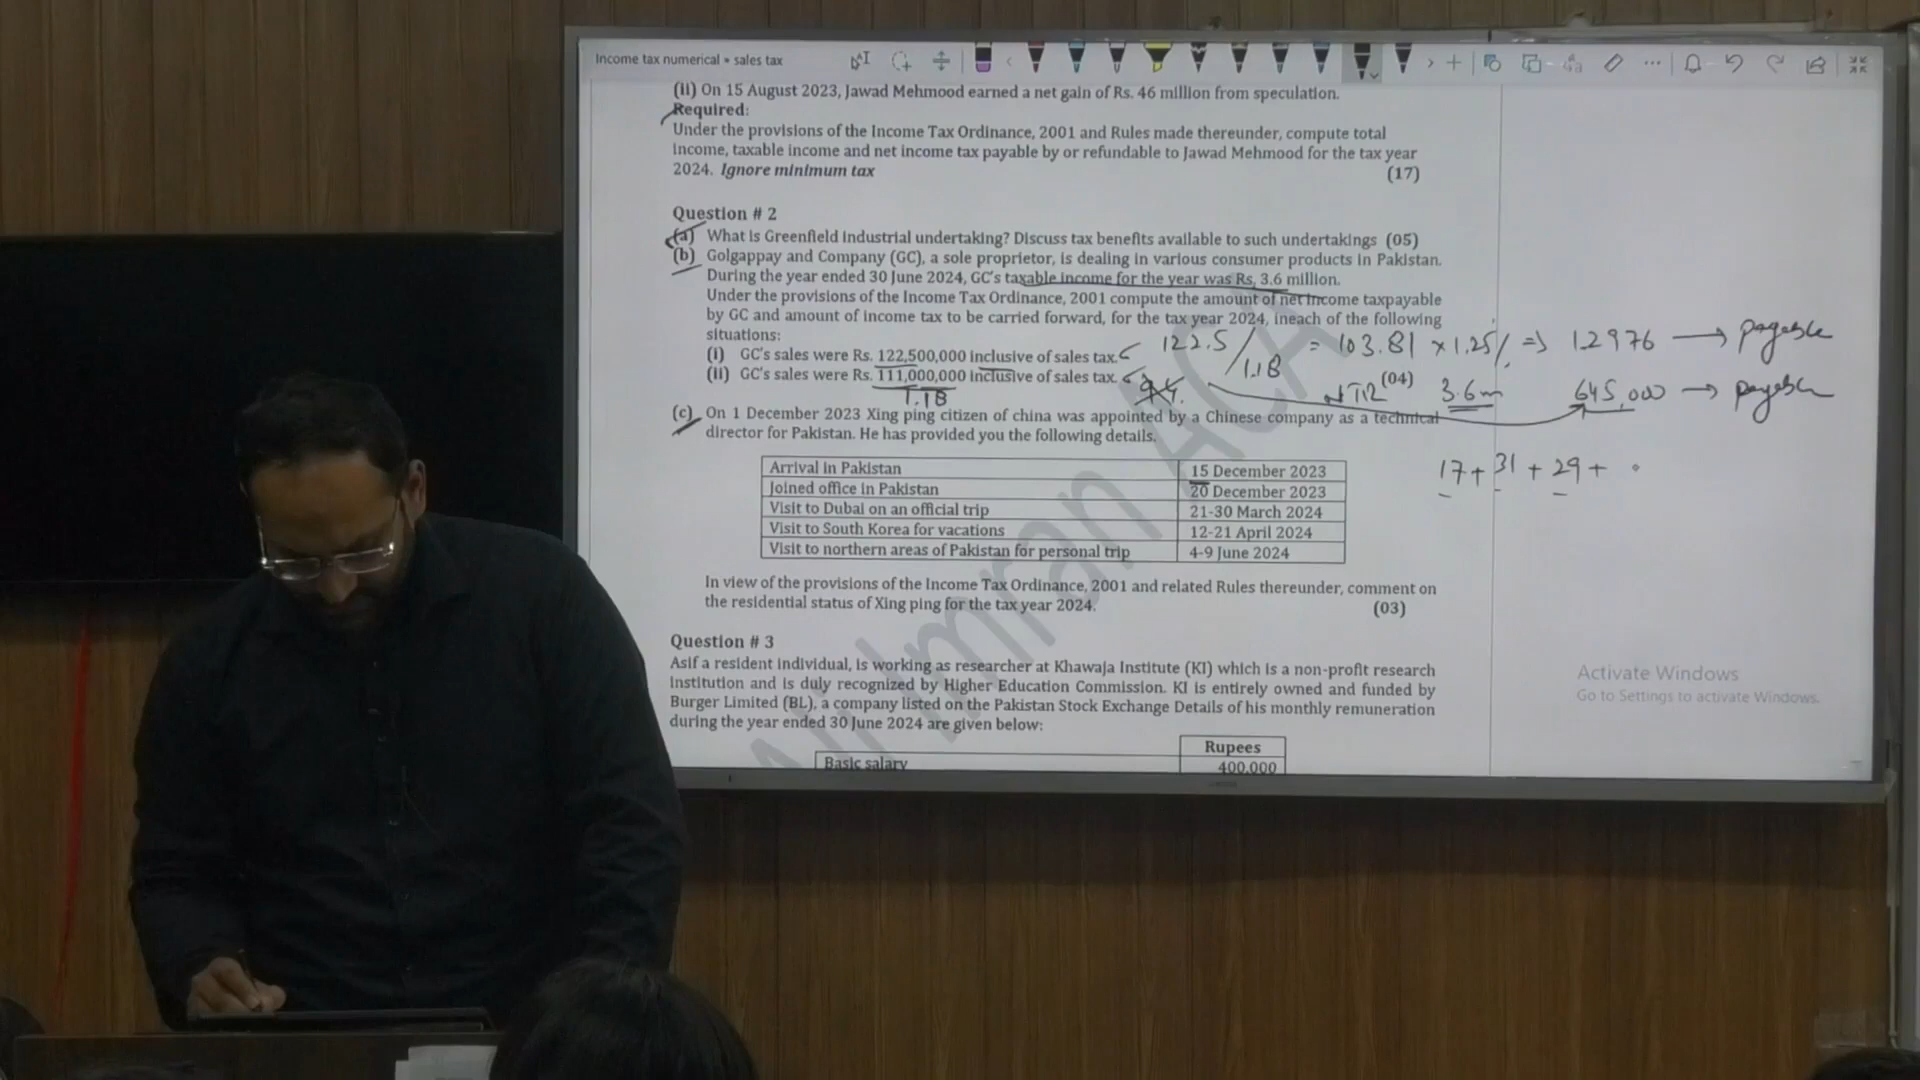 Income tax numerical + sales tax
(ii) On 15 August 2023, Jawad Mehmood earned a net gain of Rs. 46 million from speculation.
Required:
Under the provisions of the Income Tax Ordinance, 2001 and Rules made thereunder, compute total
income, taxable income and net income tax payable by or refundable to Jawad Mehmood for the tax year
2024. Ignore minimum tax (17)
Question # 2
(a) What is Greenfield industrial undertaking? Discuss tax benefits available to such undertakings (05)
(b) Golgappay and Company (GC), a sole proprietor, is dealing in various consumer products in Pakistan.
During the year ended 30 June 2024, GC's taxable income for the year was Rs. 3.6 million.
Under the provisions of the Income Tax Ordinance, 2001 compute the amount of net income taxpayable
by GC and amount of income tax to be carried forward, for the tax year 2024, ineach of the following
situations:
(i) GC's sales were Rs. 122,500,000 inclusive of sales tax. 122.5/1.18 = 103.81 x 1.25% => 12976 → payable
(ii) GC's sales were Rs. 111,000,000 inclusive of sales tax. (04) 3.6m 645,000 → payable
1.18
(c) On 1 December 2023 Xing ping citizen of china was appointed by a Chinese company as a technical
director for Pakistan. He has provided you the following details.
Arrival in Pakistan 15 December 2023
Joined office in Pakistan 20 December 2023
Visit to Dubai on an official trip 21-30 March 2024
Visit to South Korea for vacations 12-21 April 2024
Visit to northern areas of Pakistan for personal trip 4-9 June 2024
17 + 31 + 29 +
In view of the provisions of the Income Tax Ordinance, 2001 and related Rules thereunder, comment on
the residential status of Xing ping for the tax year 2024. (03)
Question # 3
Asif a resident individual, is working as researcher at Khawaja Institute (KI) which is a non-profit research
institution and is duly recognized by Higher Education Commission. KI is entirely owned and funded by
Burger Limited (BL), a company listed on the Pakistan Stock Exchange Details of his monthly remuneration
during the year ended 30 June 2024 are given below:
Rupees
Basic salary 400,000
Ali Imran ACA
Activate Windows
Go to Settings to activate Windows.